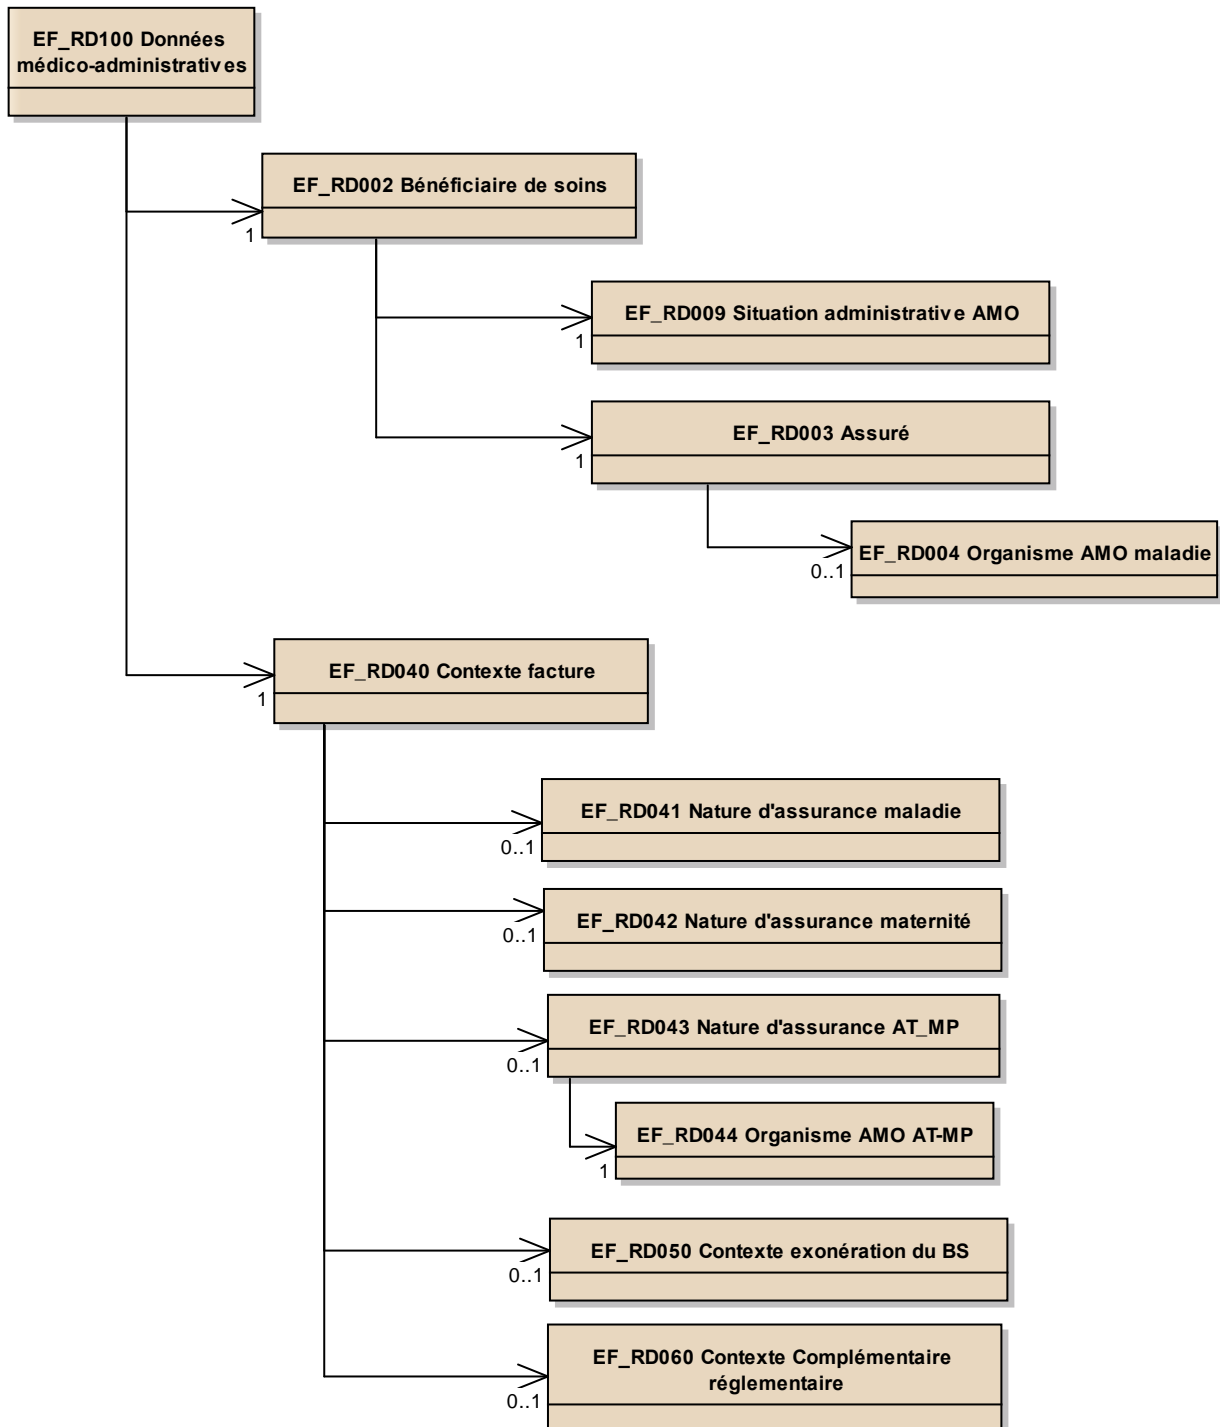 EF_RD100 Données
médico-administratives
EF_RD002 Bénéficiaire de soins
1
EF_RD009 Situation administrative AMO
1
EF_RD003 Assuré
1
EF_RD004 Organisme AMO maladie
0..1
EF_RD040 Contexte facture
1
EF_RD041 Nature d'assurance maladie
0..1
EF_RD042 Nature d'assurance maternité
0..1
EF_RD043 Nature d'assurance AT_MP
0..1
EF_RD044 Organisme AMO AT-MP
1
EF_RD050 Contexte exonération du BS
0..1
EF_RD060 Contexte Complémentaire
réglementaire
0..1